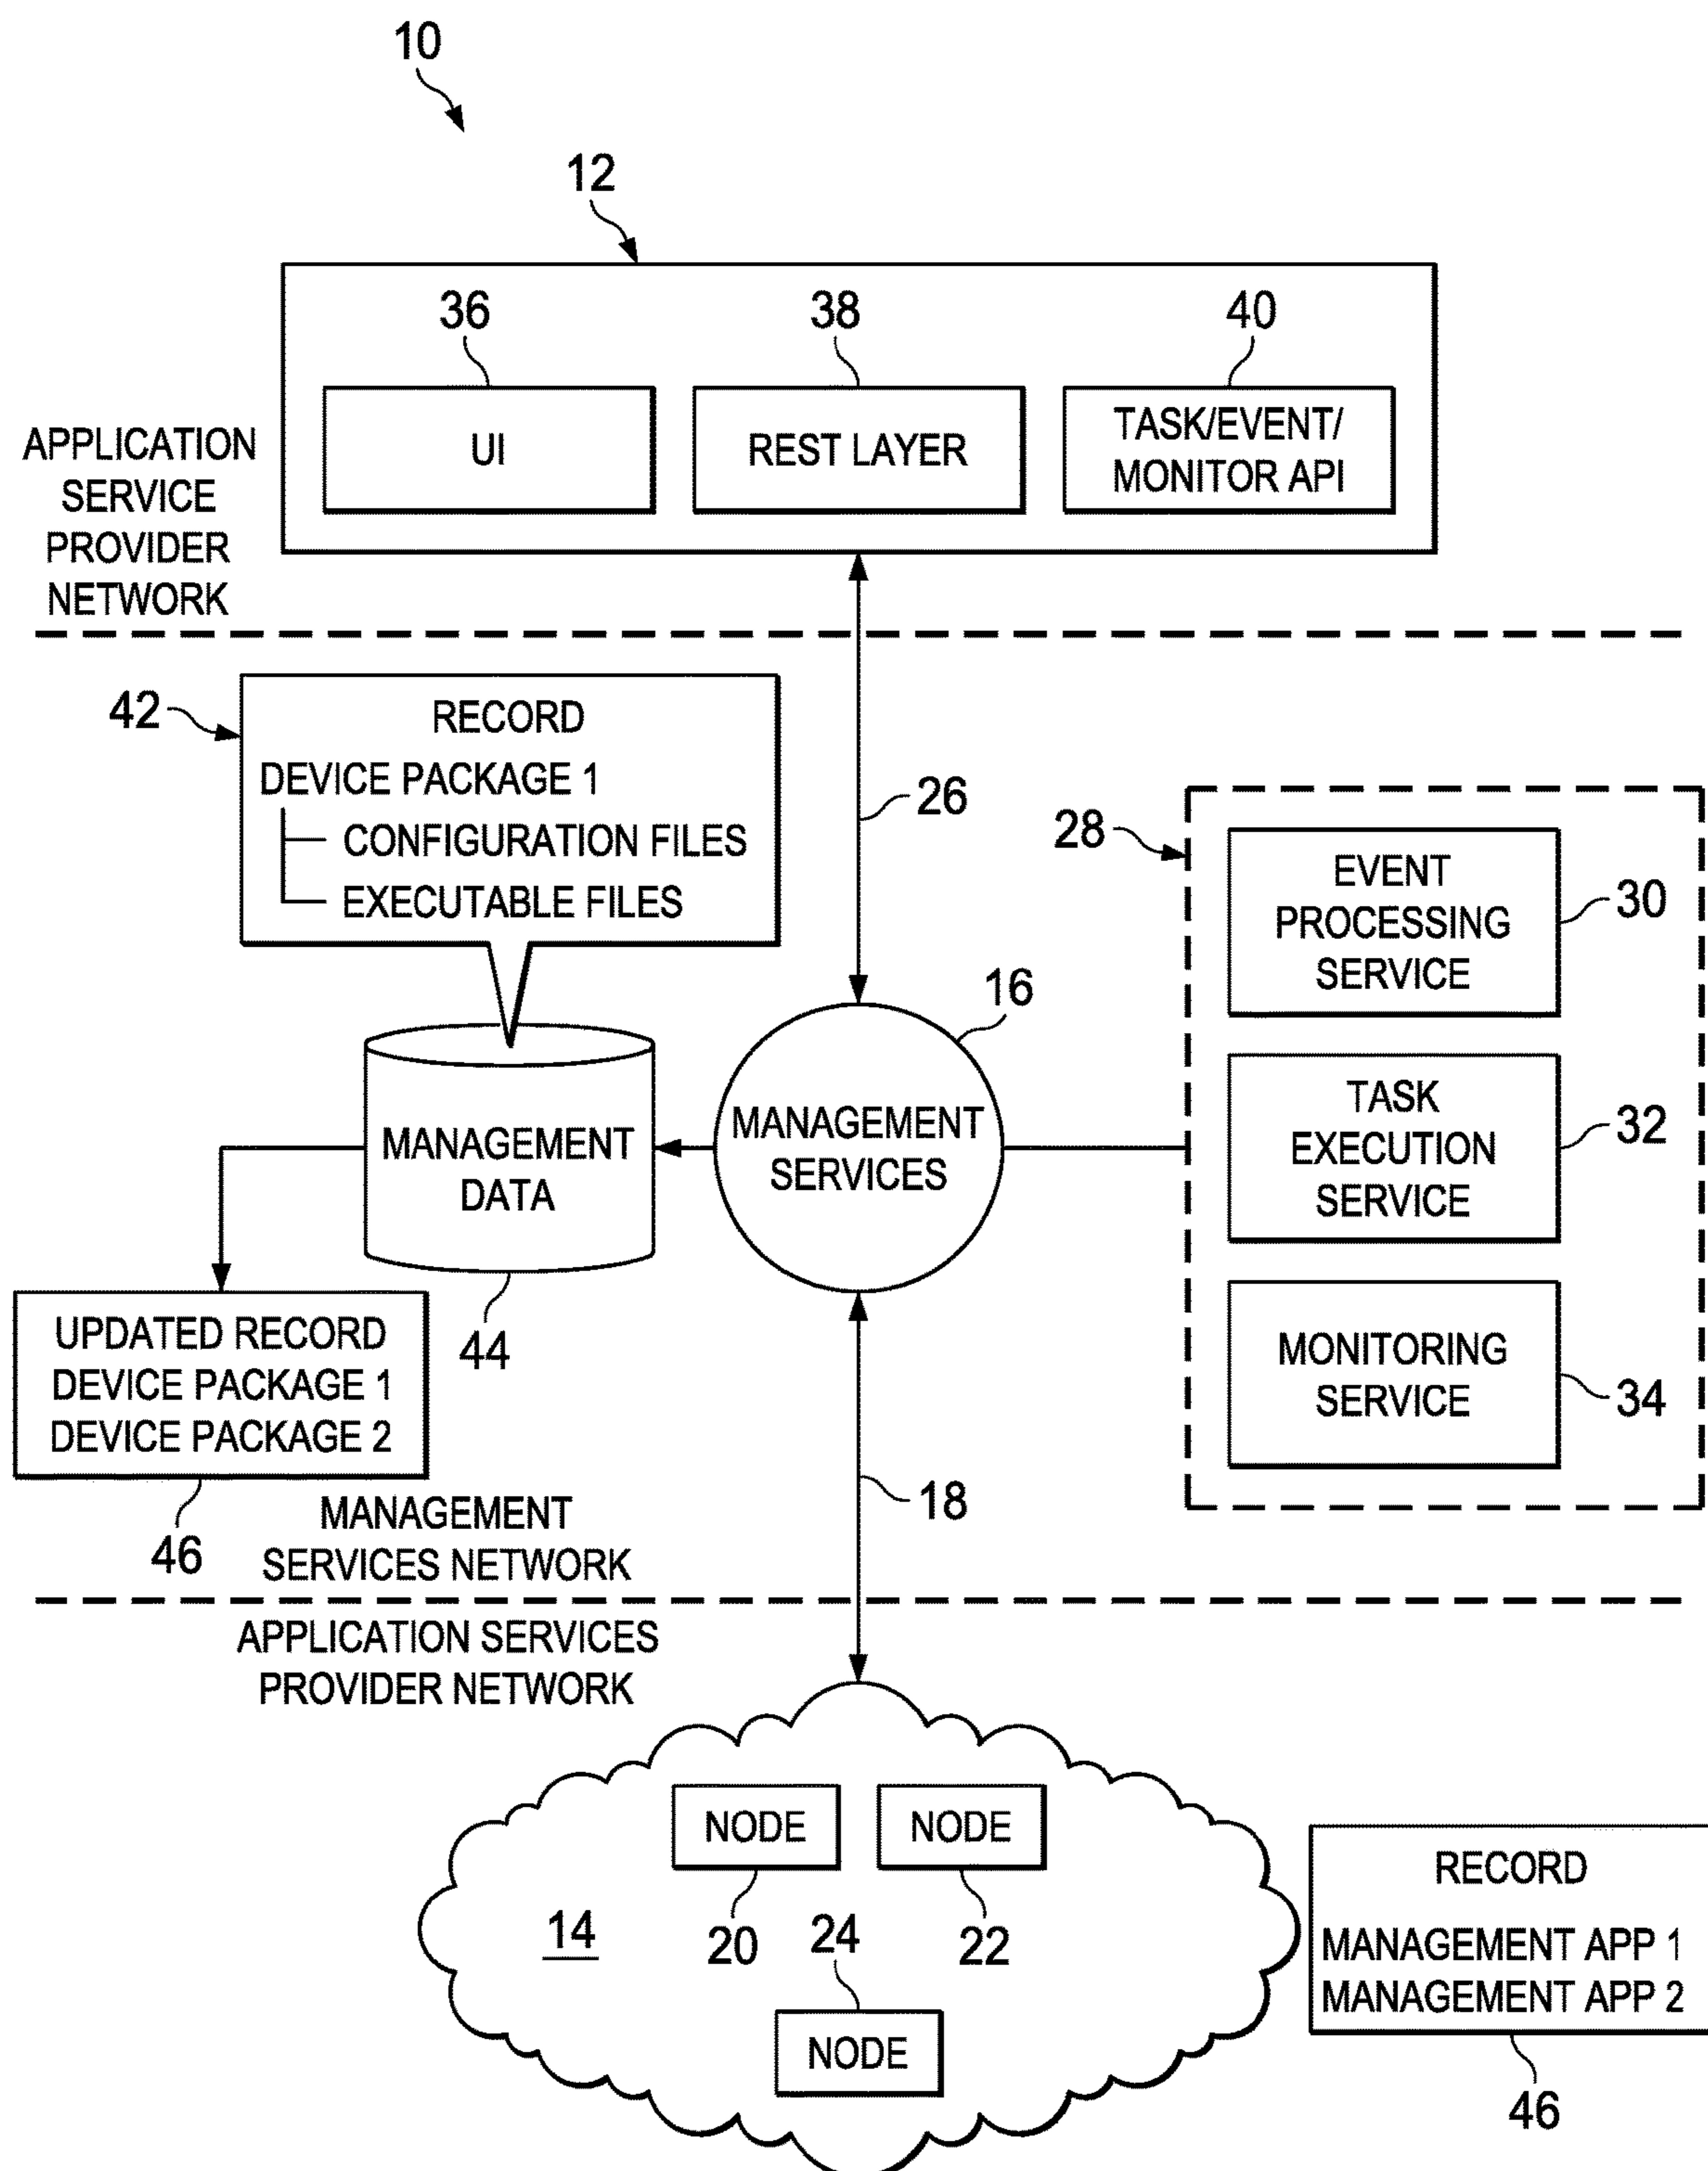 10
12
36
38
40
UI
REST LAYER
TASK/EVENT/
MONITOR API
APPLICATION
SERVICE
PROVIDER
NETWORK
42
RECORD
DEVICE PACKAGE 1
CONFIGURATION FILES
EXECUTABLE FILES
26
28
EVENT
PROCESSING
SERVICE
30
16
MANAGEMENT
DATA
MANAGEMENT
SERVICES
TASK
EXECUTION
SERVICE
32
44
UPDATED RECORD
DEVICE PACKAGE 1
DEVICE PACKAGE 2
46
MONITORING
SERVICE
34
18
MANAGEMENT
SERVICES NETWORK
APPLICATION SERVICES
PROVIDER NETWORK
NODE
NODE
20
22
14
24
NODE
RECORD
MANAGEMENT APP 1
MANAGEMENT APP 2
46